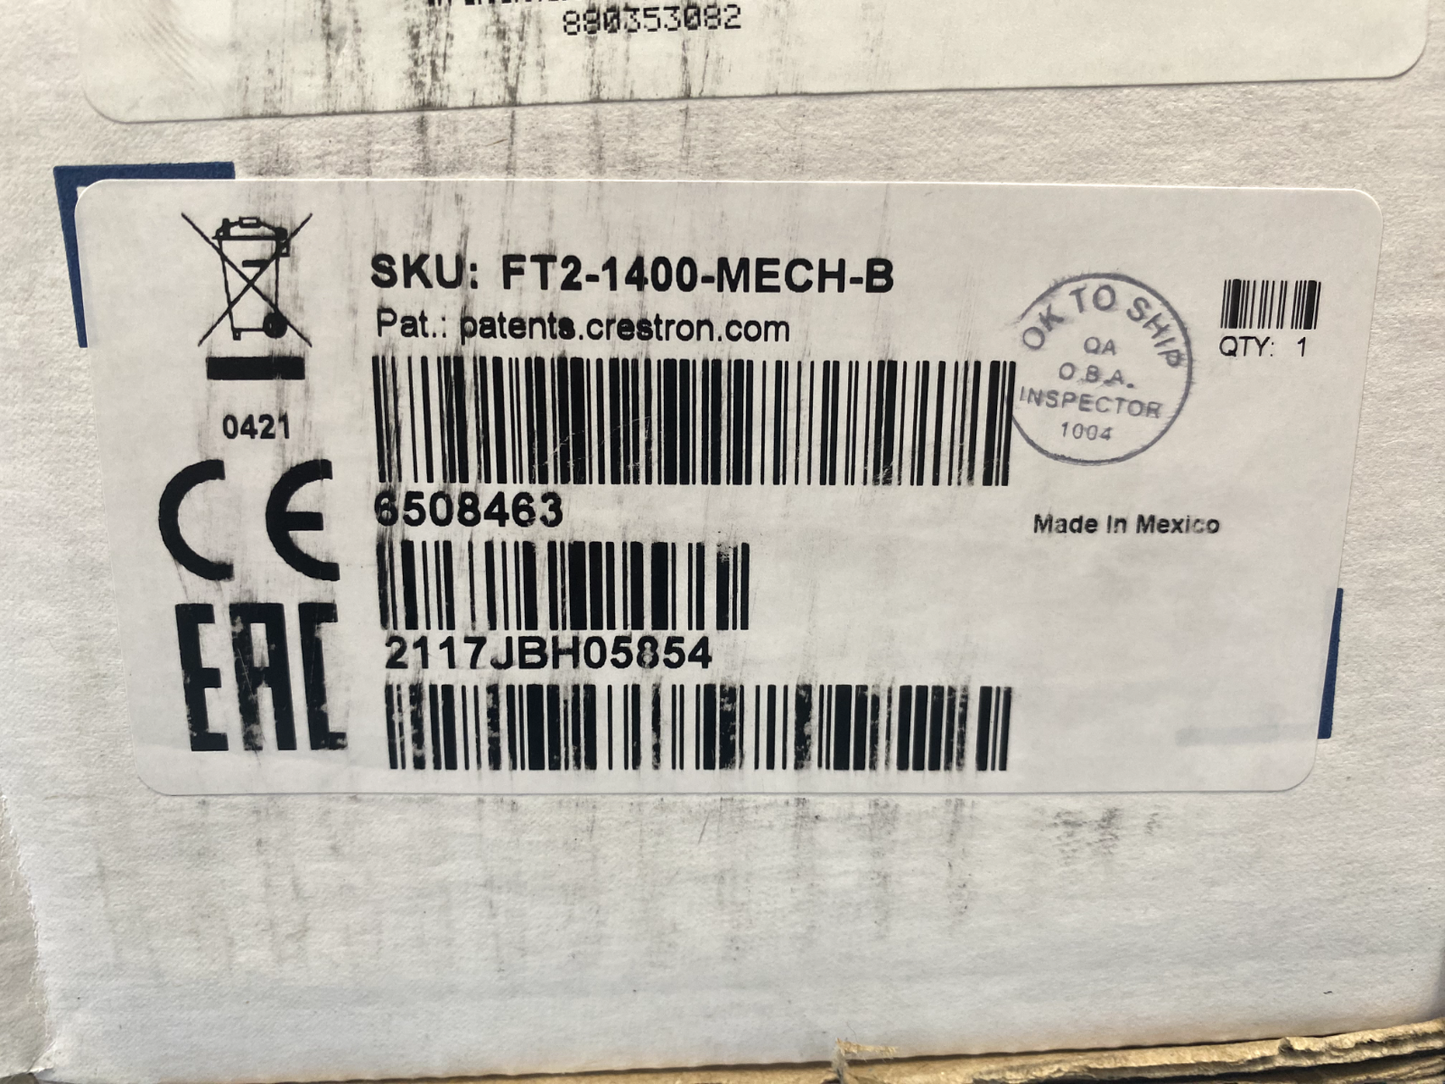 880353082
SKU: FT2-1400-MECH-B
Pat.: patents.crestron.com
OK TO SHIP
QA
O.B.A.
INSPECTOR
1004
QTY: 1
0421
CE
6508463
Made In Mexico
2117JBH05854
EAC